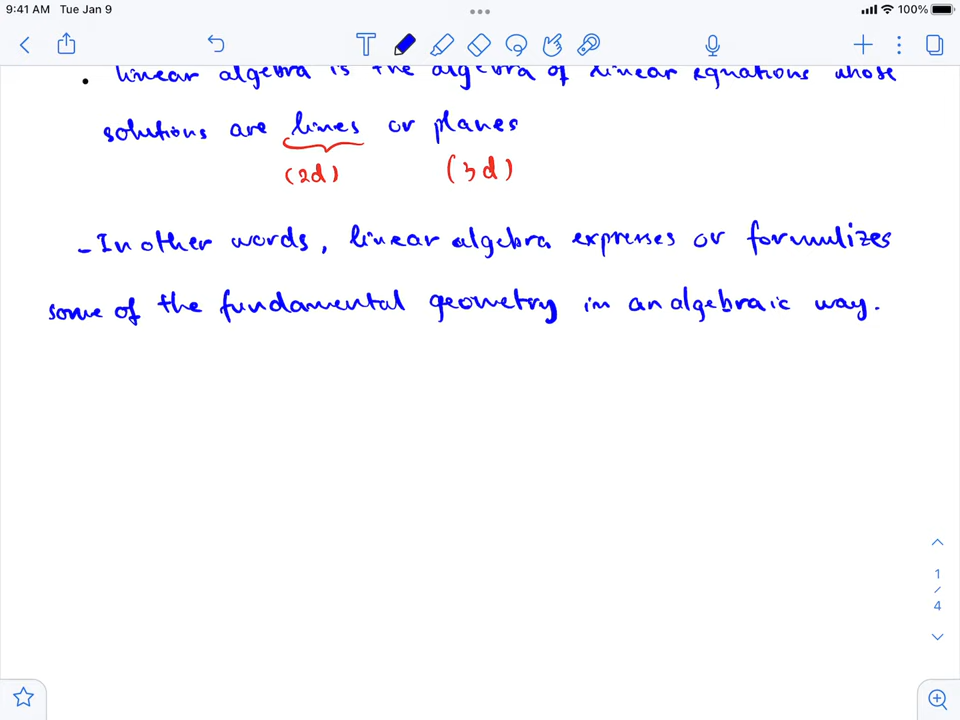 9:41 AM Tue Jan 9
100%
• linear algebra is the algebra of linear equations whose
solutions are lines or planes
(2d) (3d)
- In other words, linear algebra expresses or formulizes
some of the fundamental geometry in an algebraic way.
1
/
4